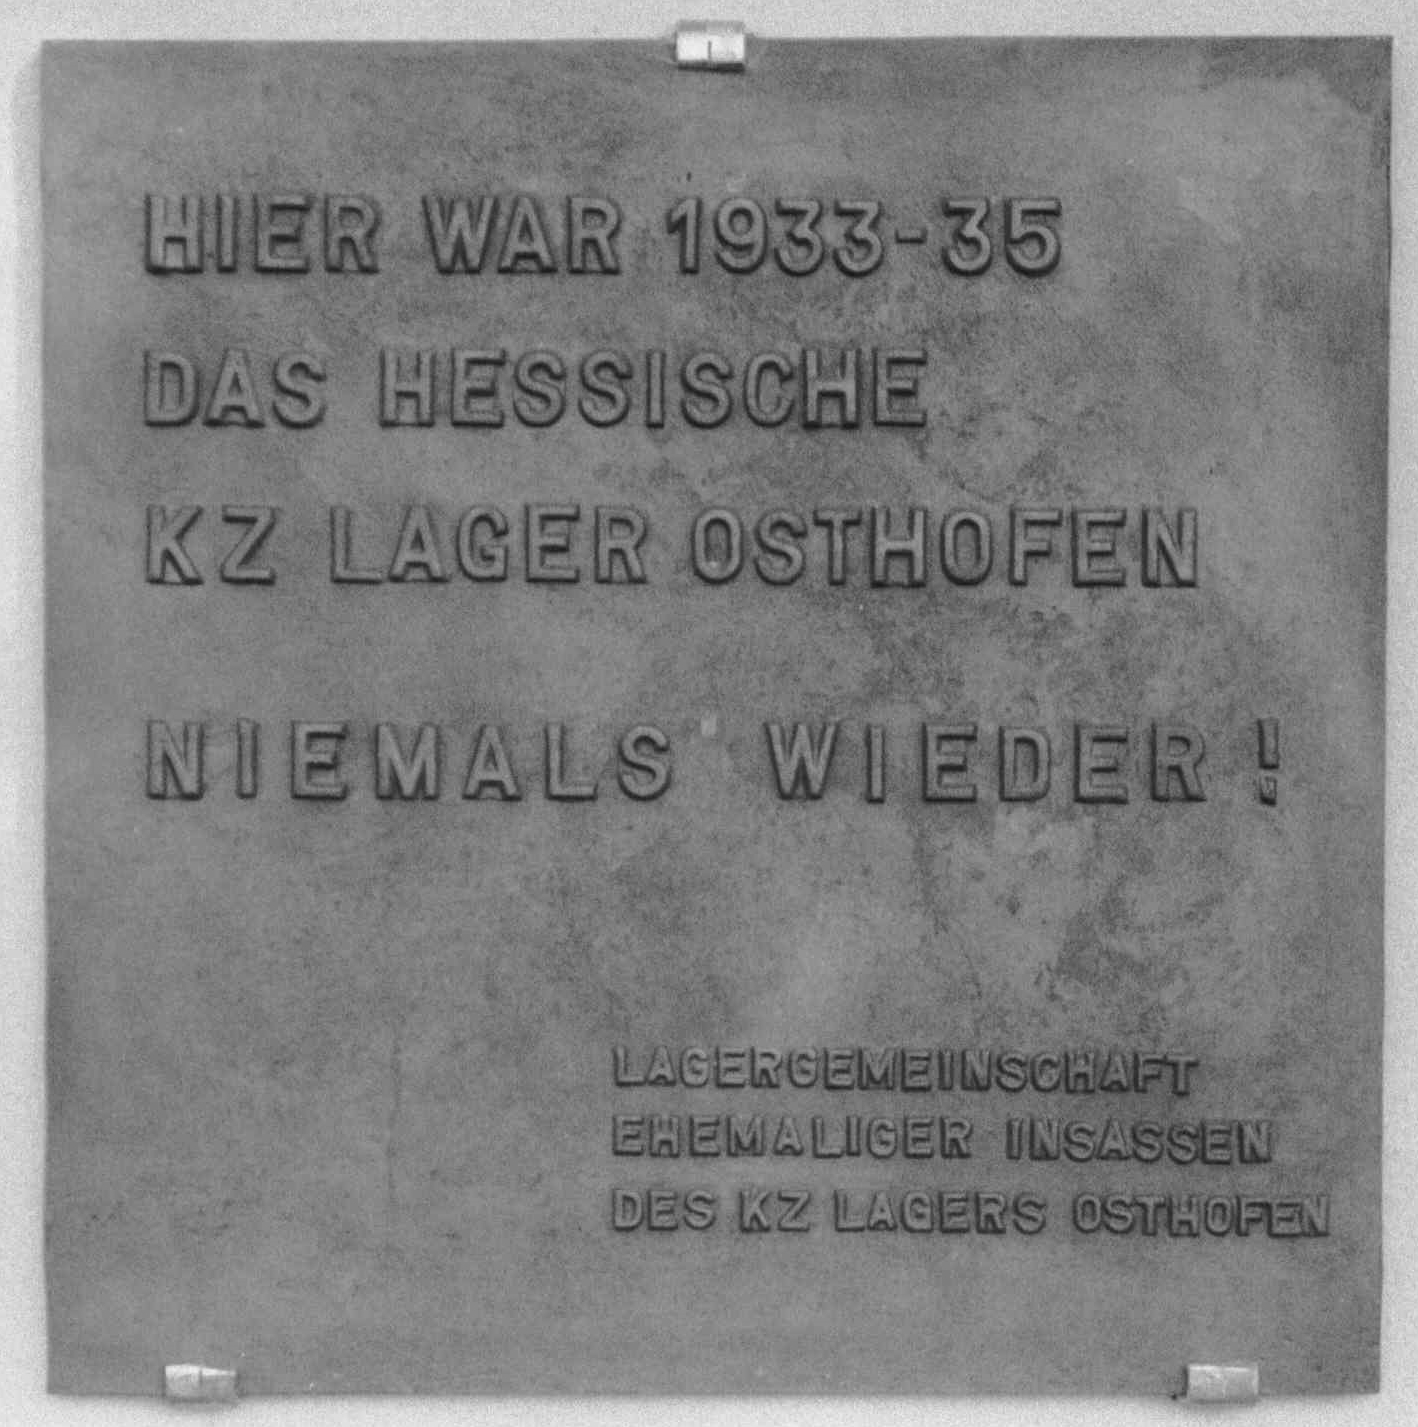 HIER WAR 1933-35
DAS HESSISCHE
KZ LAGER OSTHOFEN
NIEMALS WIEDER !
LAGERGEMEINSCHAFT
EHEMALIGER INSASSEN
DES KZ LAGERS OSTHOFEN